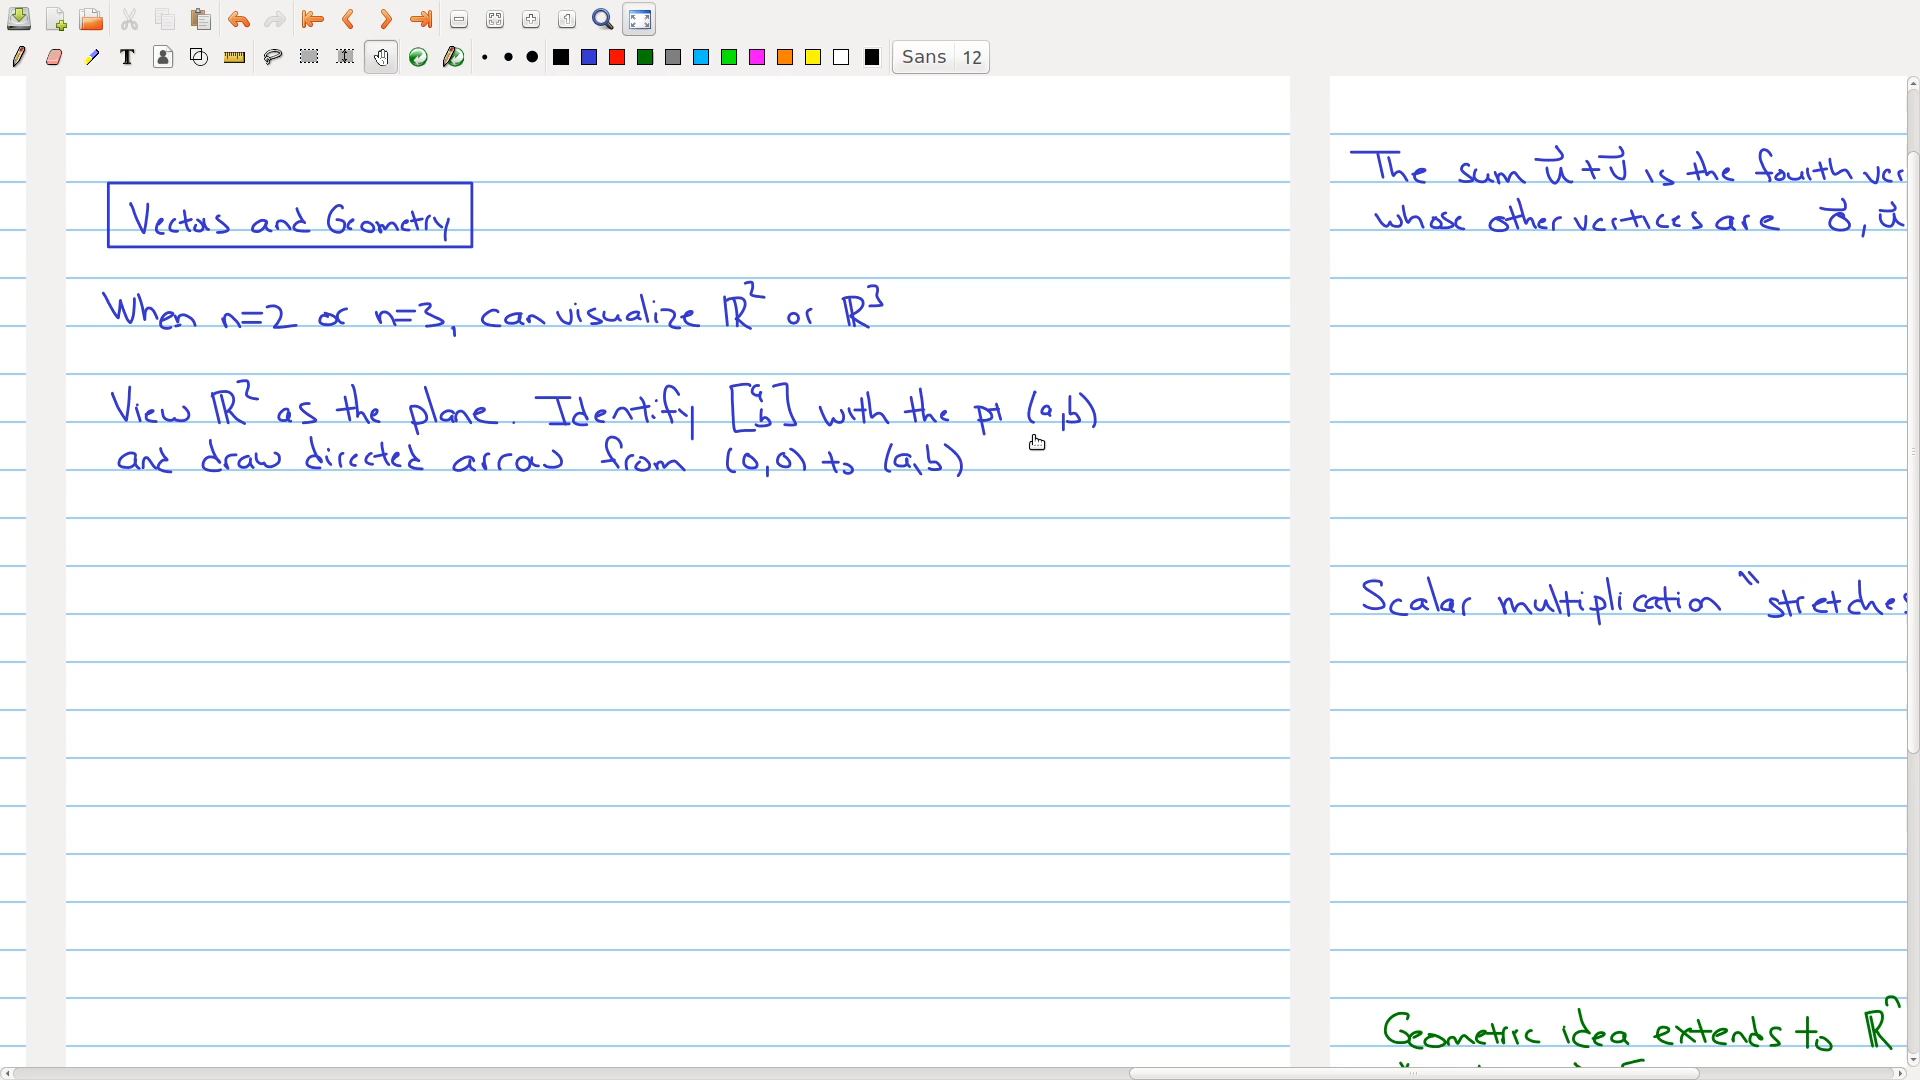 Sans 12
Vectors and Geometry
When n=2 or n=3, can visualize ℝ² or ℝ³
View ℝ² as the plane. Identify [a b] with the pt (a,b)
and draw directed arrow from (0,0) to (a,b)
The sum u⃗ + v⃗ is the fourth ver
whose other vertices are 0⃗, u⃗
Scalar multiplication "stretches
Geometric idea extends to ℝⁿ